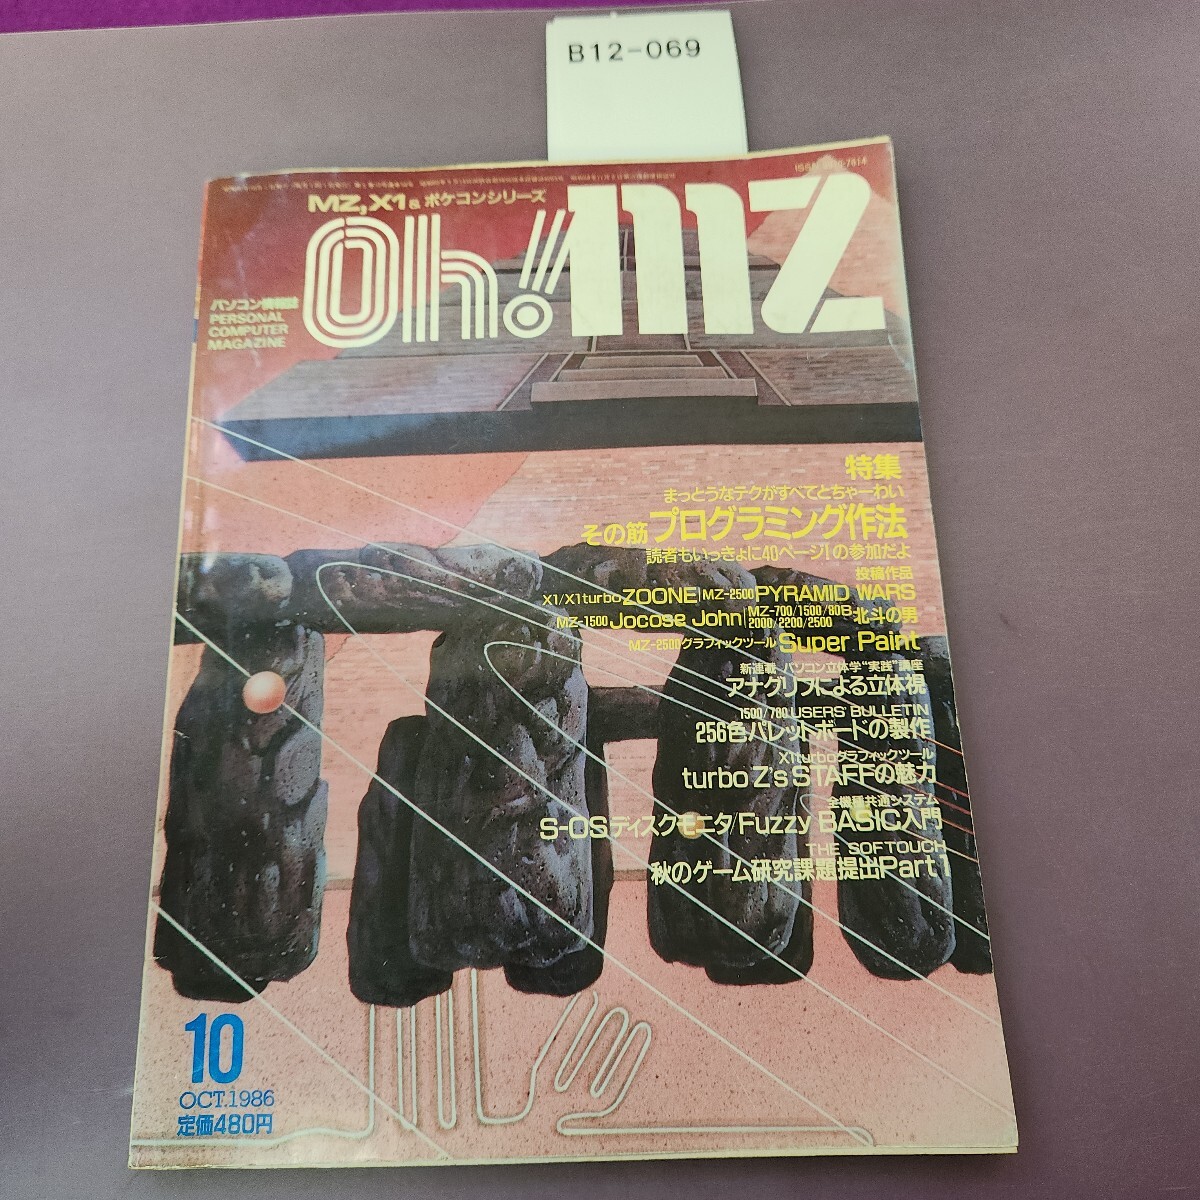 B12-069
MZ, X1 & ポケコンシリーズ
Oh! MZ
パソコン情報誌
PERSONAL
COMPUTER
MAGAZINE
特集
まっとうなテクがすべてとちゃーわい
その筋プログラミング作法
読者もいっきょに40ページ!の参加だよ
投稿作品
X1/X1turbo ZOONE | MZ-2500 PYRAMID WARS
MZ-1500 Jocose John | MZ-700/1500/80B 2000/2200/2500 北斗の男
MZ-2500グラフィックツール Super Paint
新連載 パソコン立体学"実践"講座
アナグリフによる立体視
1500/700 USERS' BULLETIN
256色パレットボードの製作
X1turboグラフィックツール
turbo Z's STAFFの魅力
全機種共通システム
S-OSディスクモニタ/Fuzzy BASIC入門
THE SOFTOUCH
秋のゲーム研究課題提出Part1
10
OCT.1986
定価480円